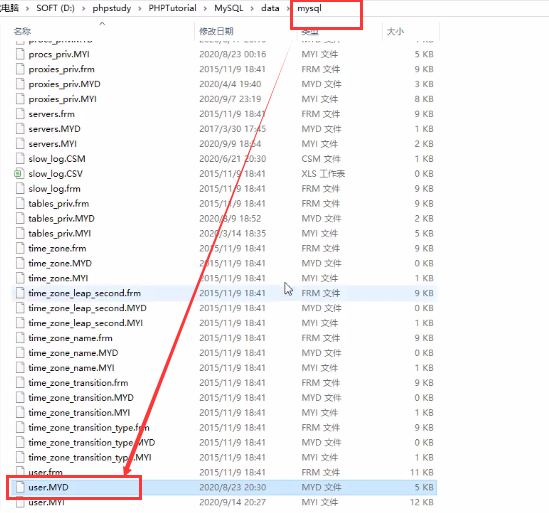 电脑 > SOFT (D:) > phpstudy > PHPTutorial > MySQL > data > mysql
名称 修改日期 类型 大小
procs_priv.MYI 2020/8/23 00:16 MYI 文件 5 KB
proxies_priv.frm 2015/11/9 18:41 FRM 文件 9 KB
proxies_priv.MYD 2020/4/4 19:40 MYD 文件 3 KB
proxies_priv.MYI 2020/9/7 23:19 MYI 文件 8 KB
servers.frm 2015/11/9 18:41 FRM 文件 9 KB
servers.MYD 2017/3/30 17:45 MYD 文件 1 KB
servers.MYI 2020/9/9 18:54 MYI 文件 2 KB
slow_log.CSM 2020/6/21 20:30 CSM 文件 1 KB
slow_log.CSV 2015/11/9 18:41 XLS 工作表 0 KB
slow_log.frm 2015/11/9 18:41 FRM 文件 9 KB
tables_priv.frm 2015/11/9 18:41 FRM 文件 9 KB
tables_priv.MYD 2020/8/9 18:52 MYD 文件 2 KB
tables_priv.MYI 2020/3/14 18:35 MYI 文件 5 KB
time_zone.frm 2015/11/9 18:41 FRM 文件 9 KB
time_zone.MYD 2015/11/9 18:41 MYD 文件 0 KB
time_zone.MYI 2015/11/9 18:41 MYI 文件 1 KB
time_zone_leap_second.frm 2015/11/9 18:41 FRM 文件 9 KB
time_zone_leap_second.MYD 2015/11/9 18:41 MYD 文件 0 KB
time_zone_leap_second.MYI 2015/11/9 18:41 MYI 文件 1 KB
time_zone_name.frm 2015/11/9 18:41 FRM 文件 9 KB
time_zone_name.MYD 2015/11/9 18:41 MYD 文件 0 KB
time_zone_name.MYI 2015/11/9 18:41 MYI 文件 1 KB
time_zone_transition.frm 2015/11/9 18:41 FRM 文件 9 KB
time_zone_transition.MYD 2015/11/9 18:41 MYD 文件 0 KB
time_zone_transition.MYI 2015/11/9 18:41 MYI 文件 1 KB
time_zone_transition_type.frm 2015/11/9 18:41 FRM 文件 9 KB
time_zone_transition_type.MYD 2015/11/9 18:41 MYD 文件 0 KB
time_zone_transition_type.MYI 2015/11/9 18:41 MYI 文件 1 KB
user.frm 2015/11/9 18:41 FRM 文件 11 KB
user.MYD 2020/8/23 20:30 MYD 文件 5 KB
user.MYI 2020/9/14 20:27 MYI 文件 12 KB